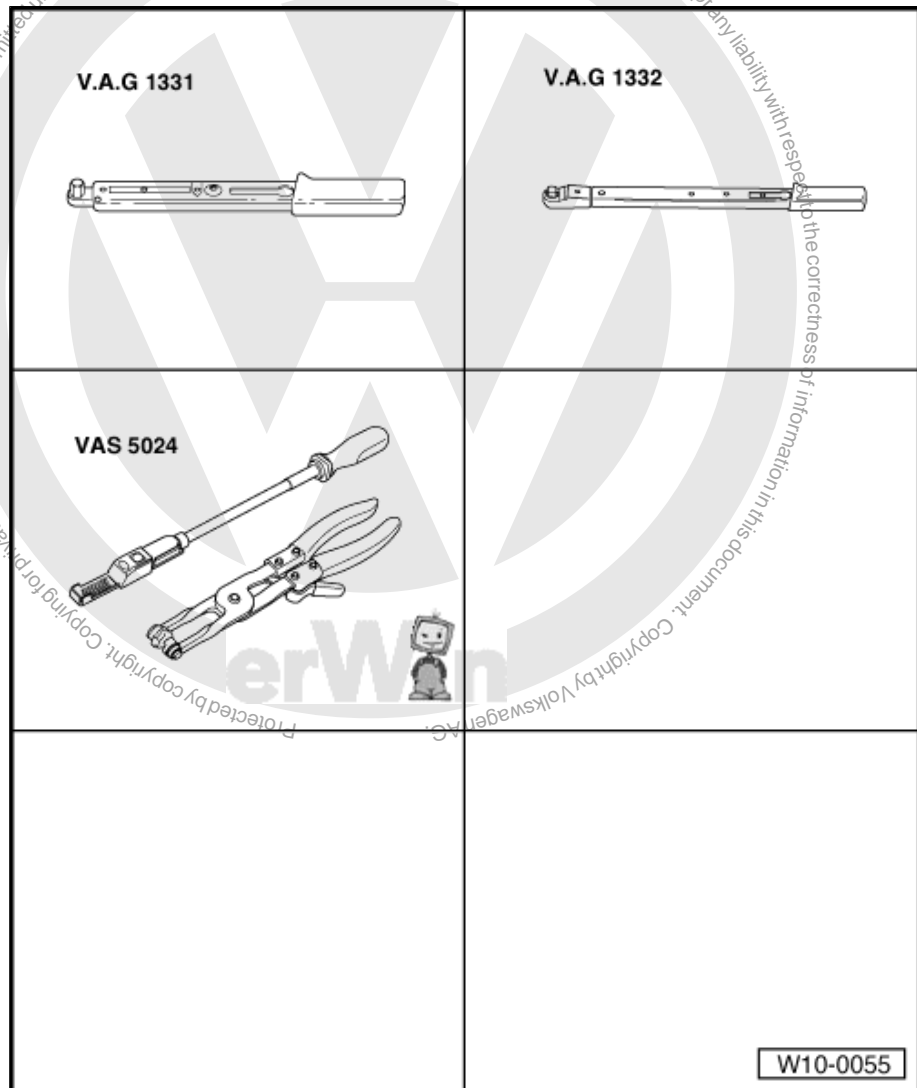 V.A.G 1331
V.A.G 1332
VAS 5024
erWin
W10-0055
any liability with respect to the correctness of information in this document. Copyright by Volkswagen AG.
Protected by copyright. Copying for